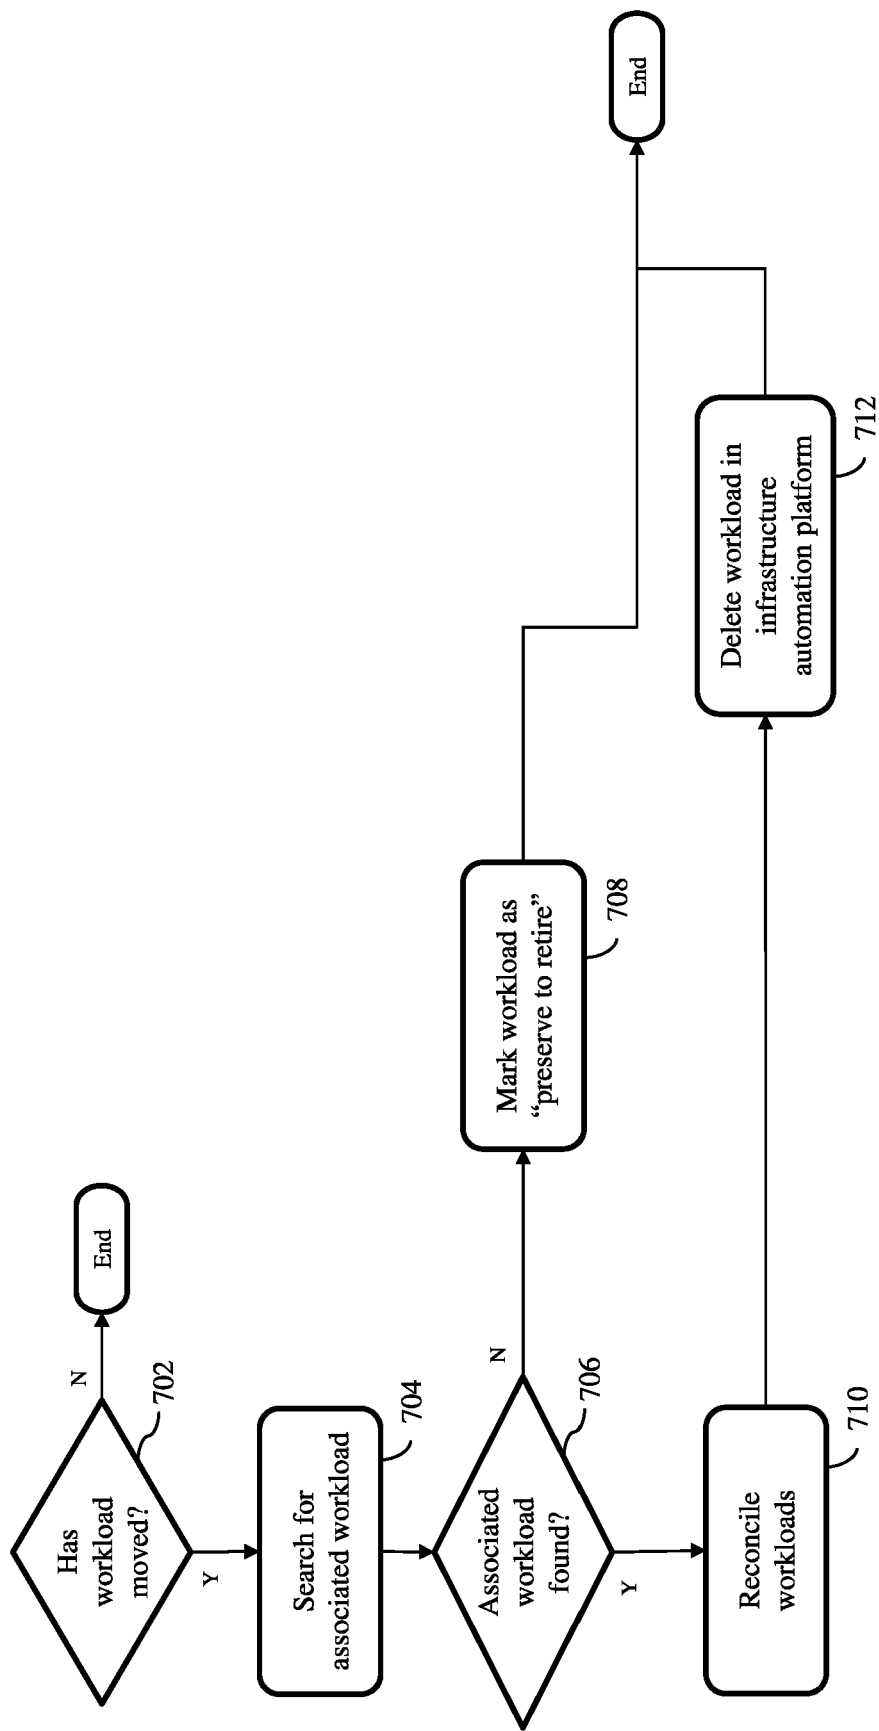 Has
workload
moved?
702
N
End
Y
Search for
associated workload
704
Associated
workload
found?
706
N
Mark workload as
“preserve to retire”
708
End
Y
Reconcile
workloads
710
Delete workload in
infrastructure
automation platform
712